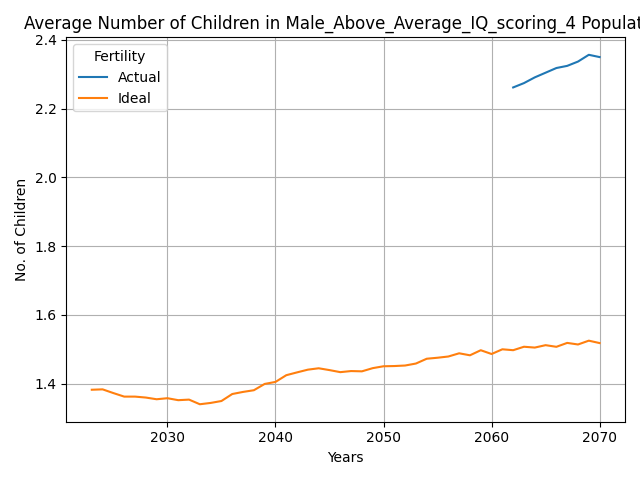 Average Number of Children in Male_Above_Average_IQ_scoring_4 Populat
Fertility
Actual
Ideal
2.4
2.2
2.0
1.8
1.6
1.4
No. of Children
2030 2040 2050 2060 2070
Years